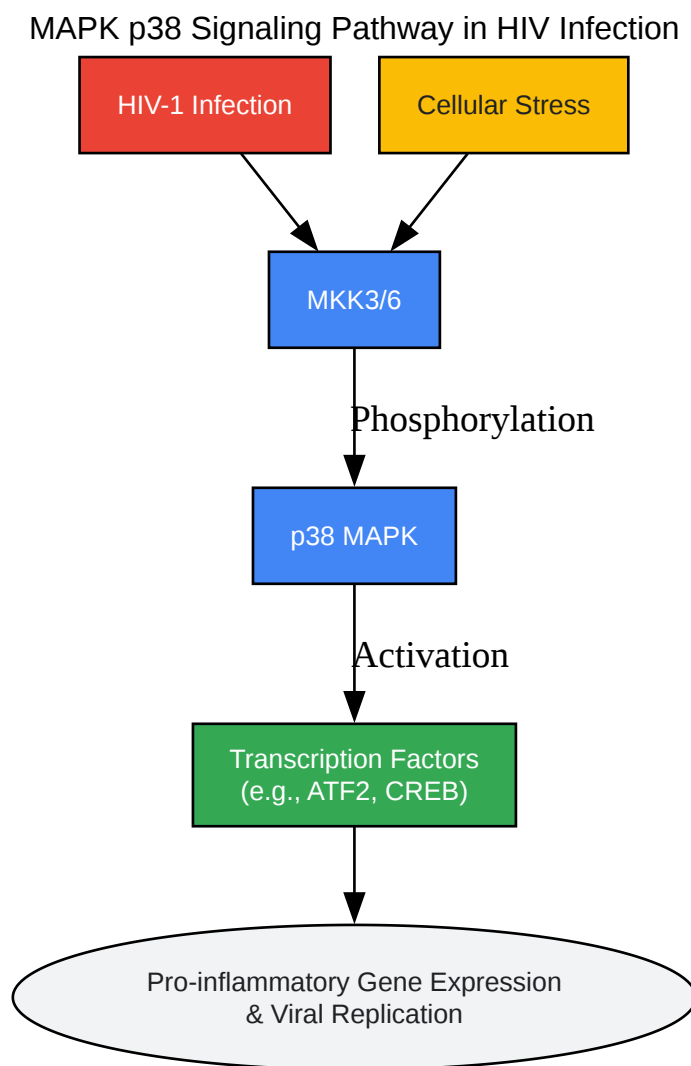 MAPK p38 Signaling Pathway in HIV Infection
HIV-1 Infection
Cellular Stress
MKK3/6
Phosphorylation
p38 MAPK
Activation
Transcription Factors
(e.g., ATF2, CREB)
Pro-inflammatory Gene Expression
& Viral Replication